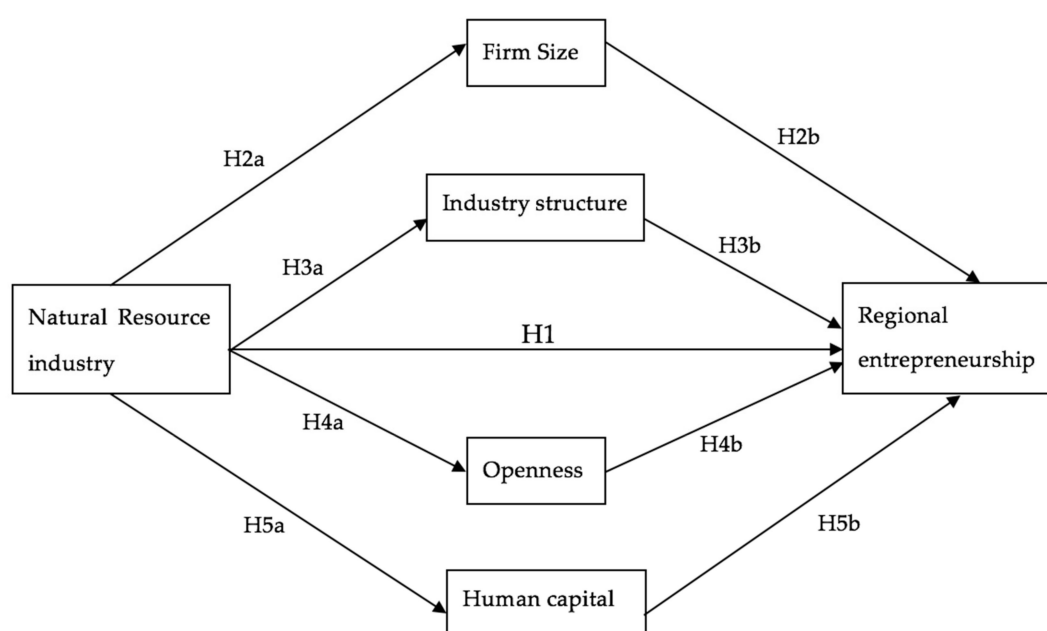 Firm Size
H2a
H2b
Industry structure
H3a
H3b
Natural Resource
industry
H1
Regional
entrepreneurship
H4a
H4b
Openness
H5a
H5b
Human capital